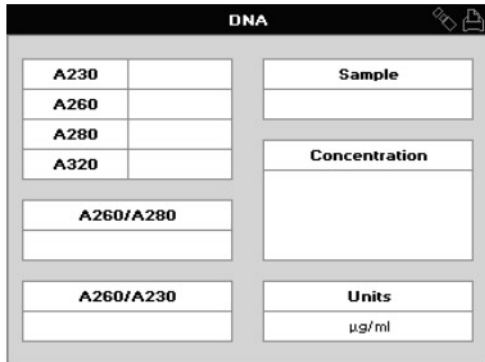 DNA
A230
A260
A280
A320
A260/A280
A260/A230
Sample
Concentration
Units
µg/ml